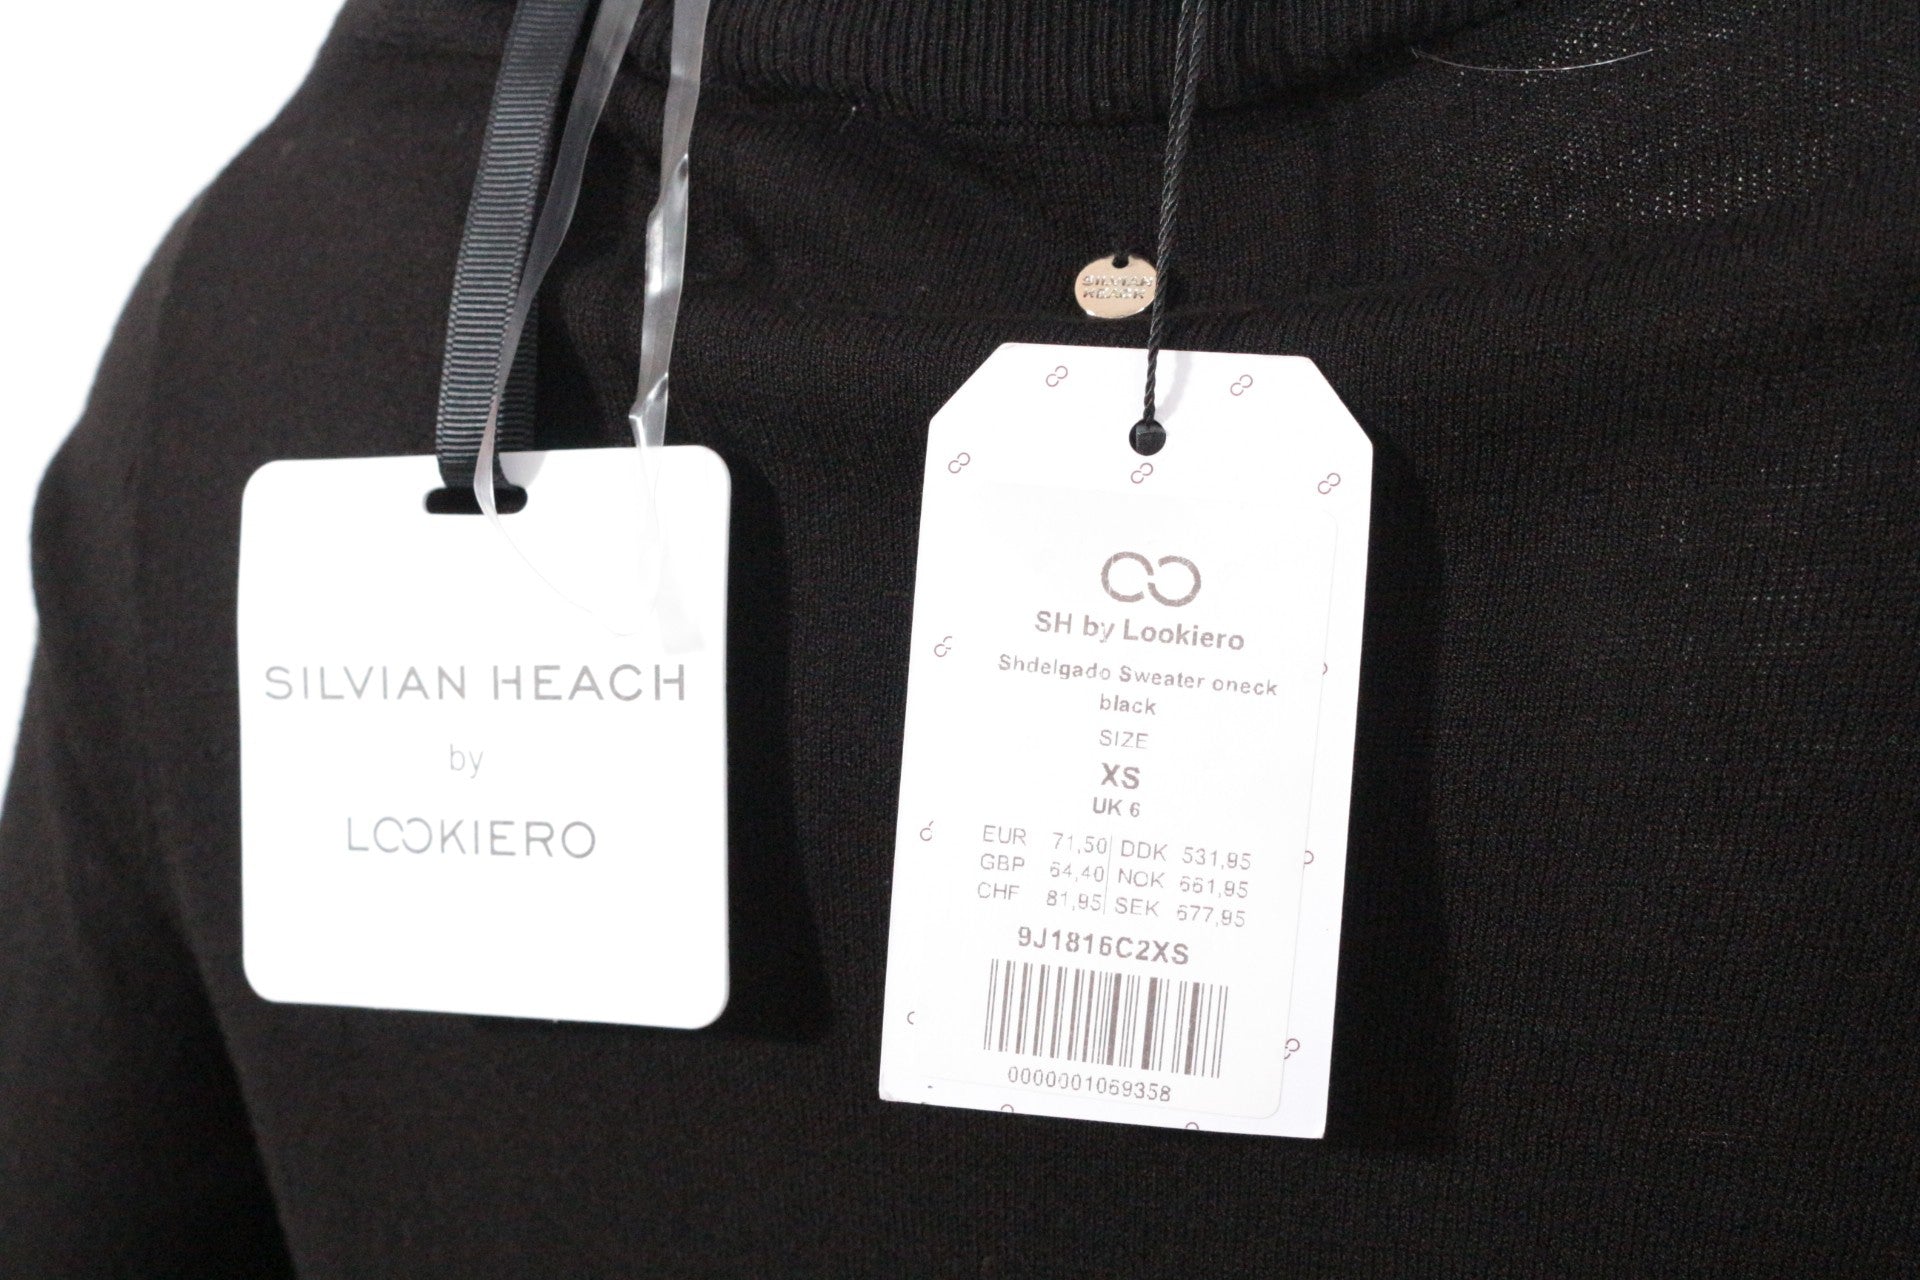 SILVIAN
HEACH
SILVIAN HEACH
by
LOOKIERO
SH by Lookiero
Shdelgado Sweater oneck
black
SIZE
XS
UK 6
EUR 71,50 DDK 531,95
GBP 64,40 NOK 661,95
CHF 81,95 SEK 677,95
9J1816C2XS
0000001069358